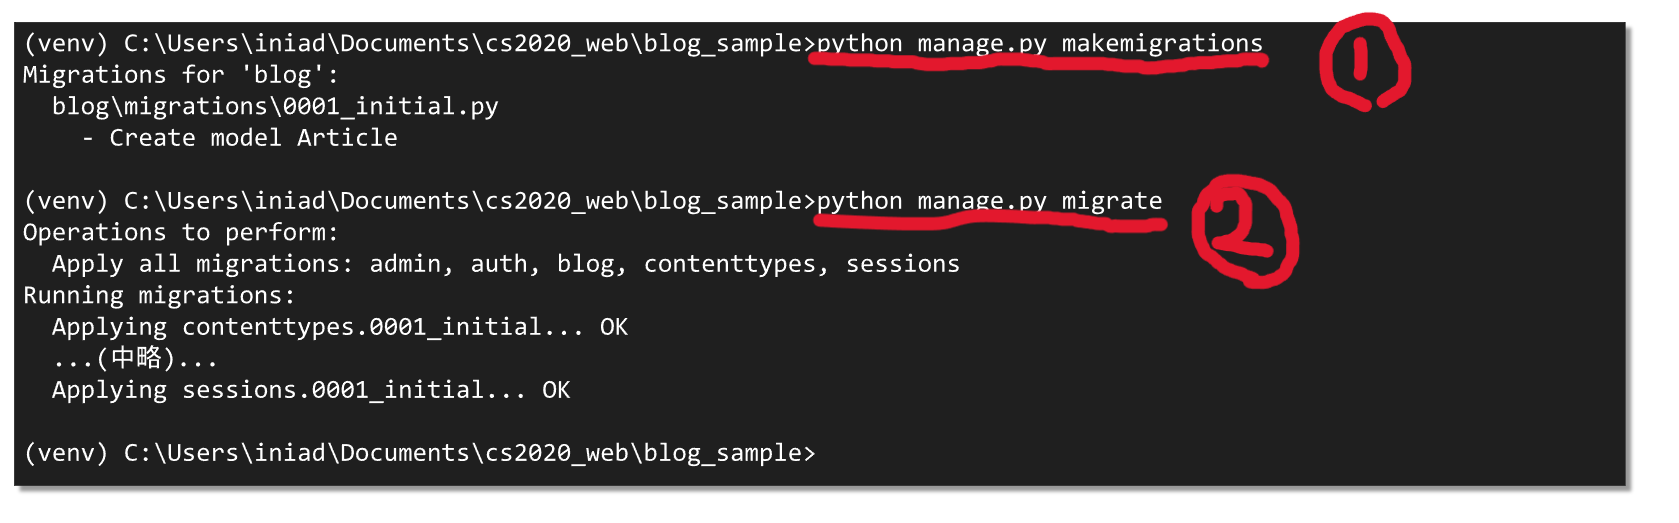 (venv) C:\Users\iniad\Documents\cs2020_web\blog_sample>python manage.py makemigrations 1
Migrations for 'blog':
  blog\migrations\0001_initial.py
    - Create model Article
(venv) C:\Users\iniad\Documents\cs2020_web\blog_sample>python manage.py migrate 2
Operations to perform:
  Apply all migrations: admin, auth, blog, contenttypes, sessions
Running migrations:
  Applying contenttypes.0001_initial... OK
  ...(中略)...
  Applying sessions.0001_initial... OK
(venv) C:\Users\iniad\Documents\cs2020_web\blog_sample>